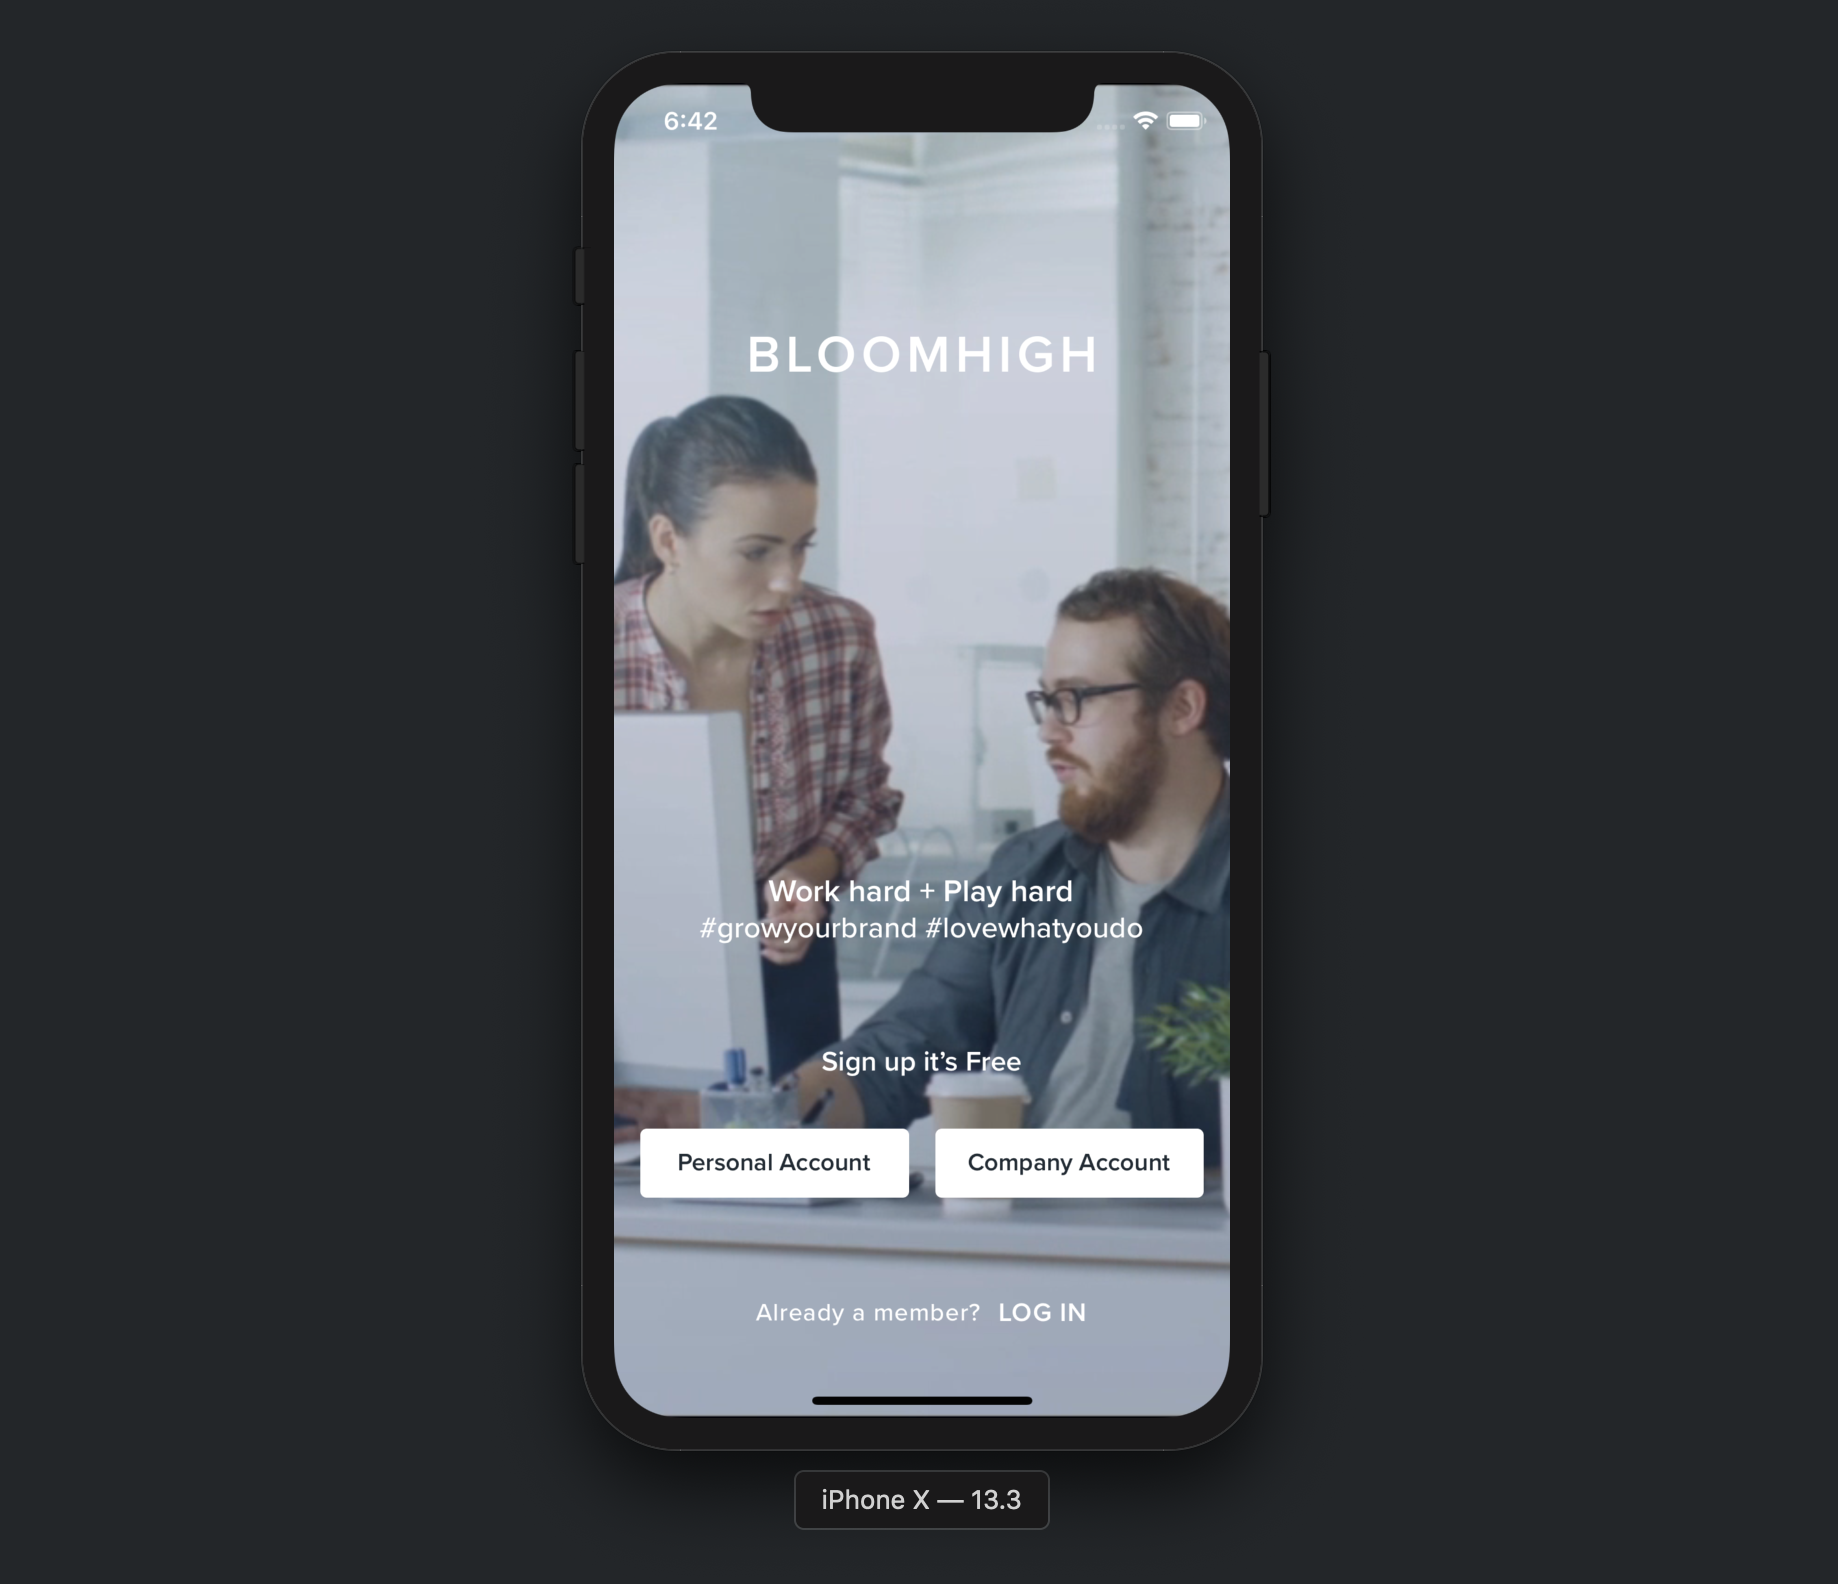 6:42
BLOOMHIGH
Work hard + Play hard
#growyourbrand #lovewhatyoudo
Sign up it’s Free
Personal Account
Company Account
Already a member? LOG IN
iPhone X — 13.3